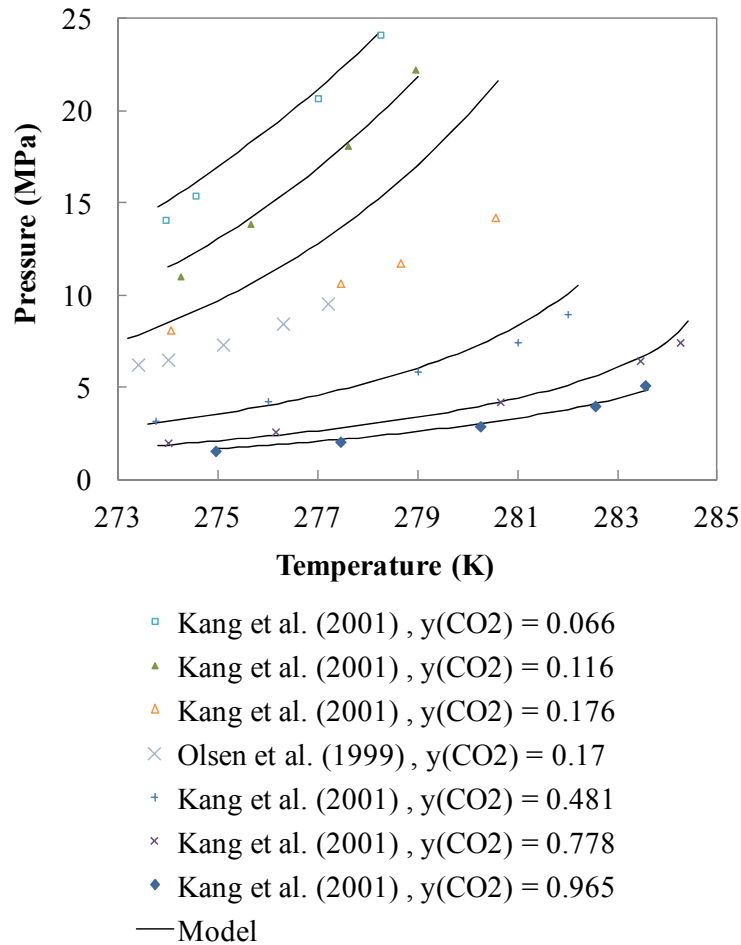 25
20
15
10
5
0
Pressure (MPa)
273 275 277 279 281 283 285
Temperature (K)
Kang et al. (2001) , y(CO2) = 0.066
Kang et al. (2001) , y(CO2) = 0.116
Kang et al. (2001) , y(CO2) = 0.176
Olsen et al. (1999) , y(CO2) = 0.17
Kang et al. (2001) , y(CO2) = 0.481
Kang et al. (2001) , y(CO2) = 0.778
Kang et al. (2001) , y(CO2) = 0.965
Model